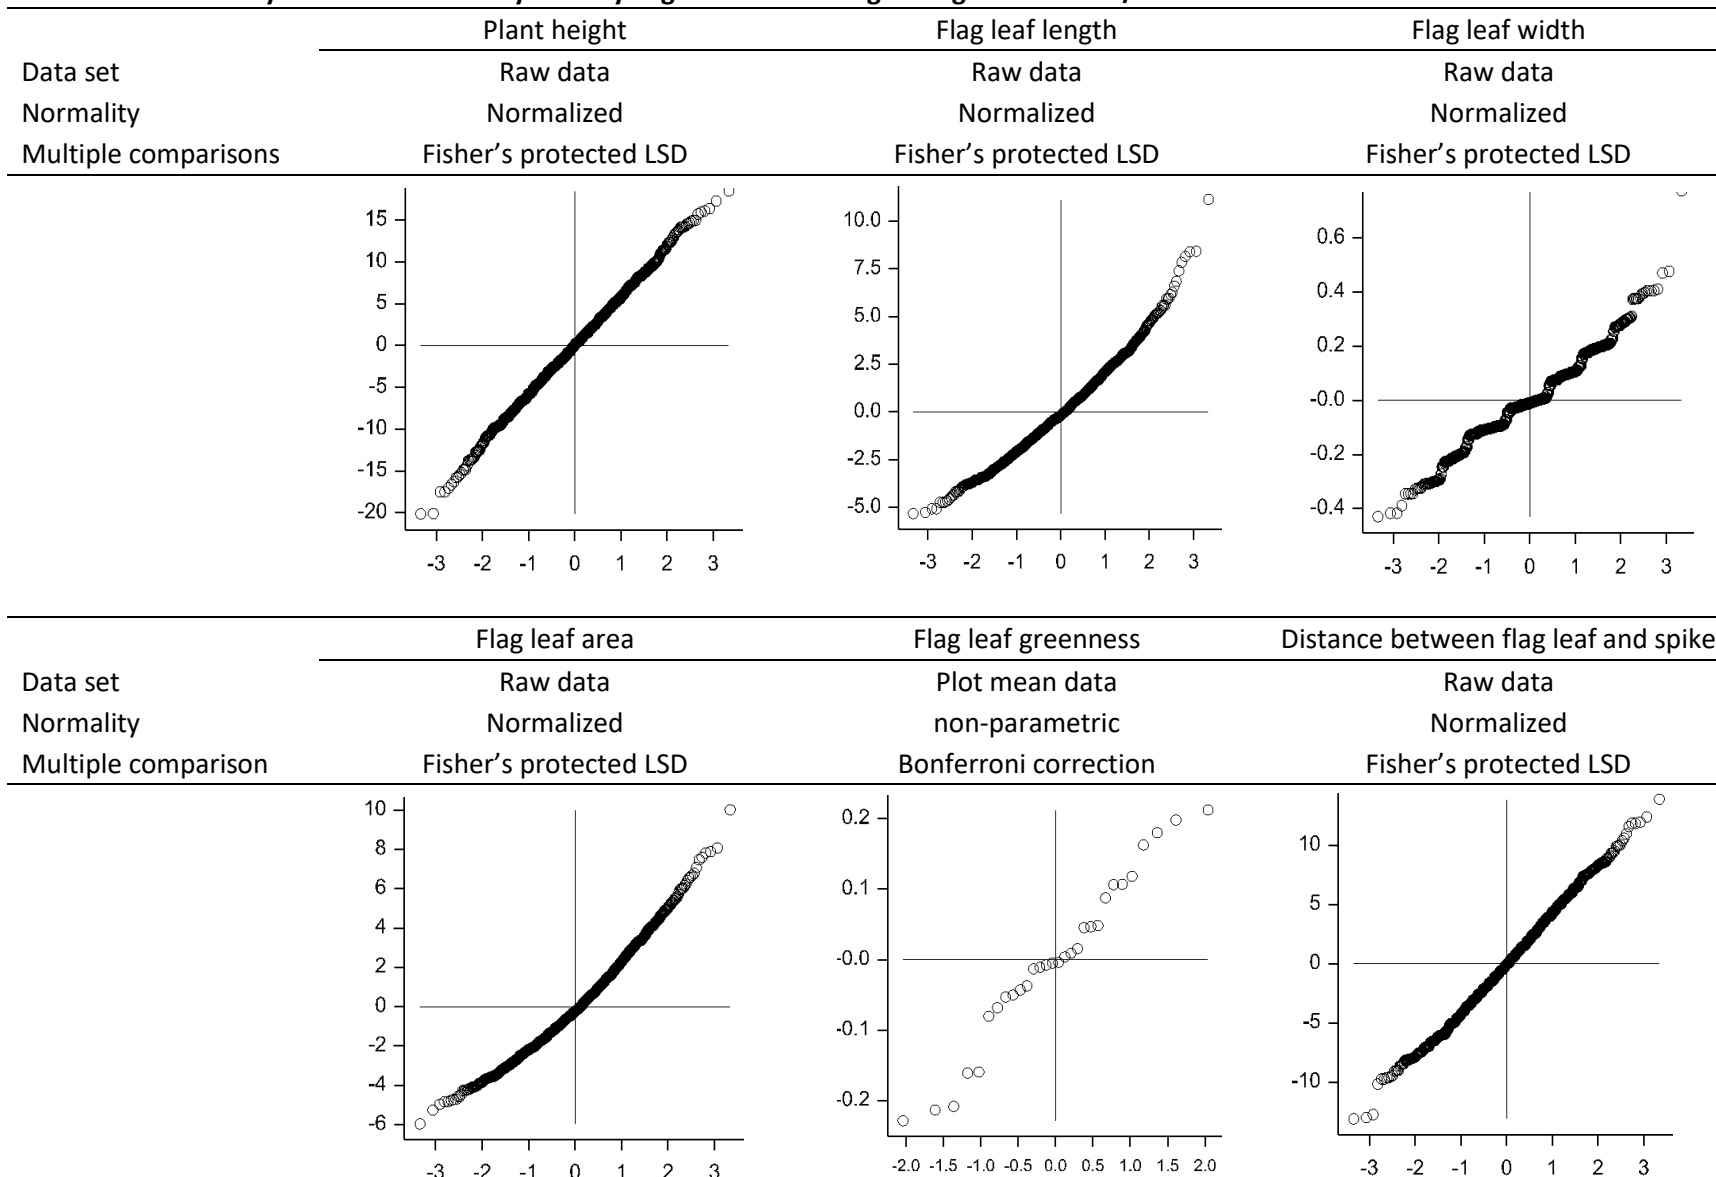 Plant height Flag leaf length Flag leaf width
Data set Raw data Raw data Raw data
Normality Normalized Normalized Normalized
Multiple comparisons Fisher’s protected LSD Fisher’s protected LSD Fisher’s protected LSD
15 10 5 0 -5 -10 -15 -20
-3 -2 -1 0 1 2 3
10.0 7.5 5.0 2.5 0.0 -2.5 -5.0
-3 -2 -1 0 1 2 3
0.6 0.4 0.2 -0.0 -0.2 -0.4
-3 -2 -1 0 1 2 3
Flag leaf area Flag leaf greenness Distance between flag leaf and spike
Data set Raw data Plot mean data Raw data
Normality Normalized non-parametric Normalized
Multiple comparison Fisher’s protected LSD Bonferroni correction Fisher’s protected LSD
10 8 6 4 2 0 -2 -4 -6
-3 -2 -1 0 1 2 3
0.2 0.1 -0.0 -0.1 -0.2
-2.0 -1.5 -1.0 -0.5 0.0 0.5 1.0 1.5 2.0
10 5 0 -5 -10
-3 -2 -1 0 1 2 3